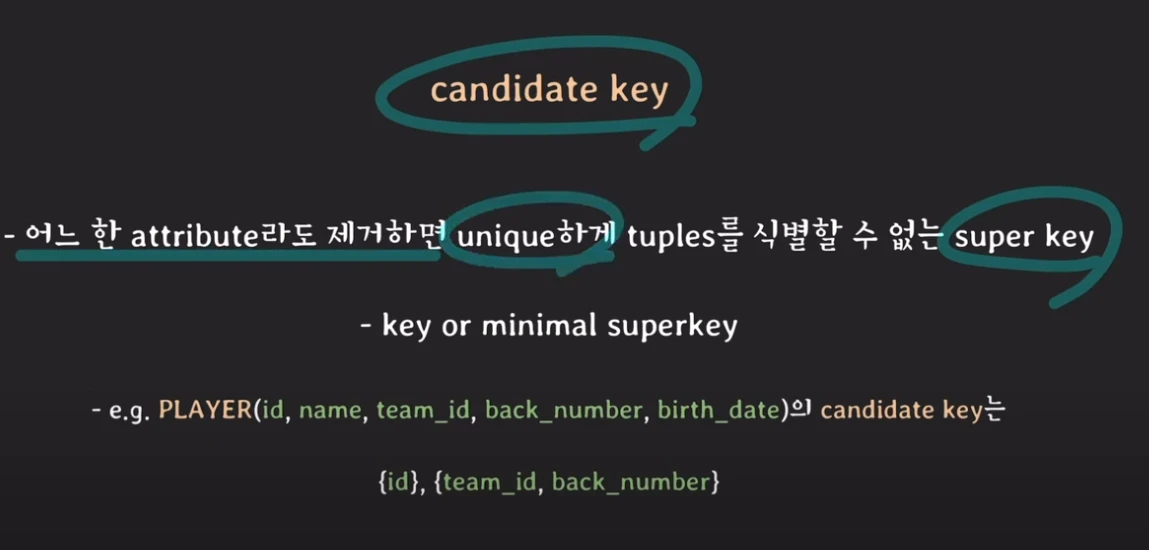 candidate key
- 어느 한 attribute라도 제거하면 unique하게 tuples를 식별할 수 없는 super key
- key or minimal superkey
- e.g. PLAYER(id, name, team_id, back_number, birth_date)의 candidate key는
{id}, {team_id, back_number}